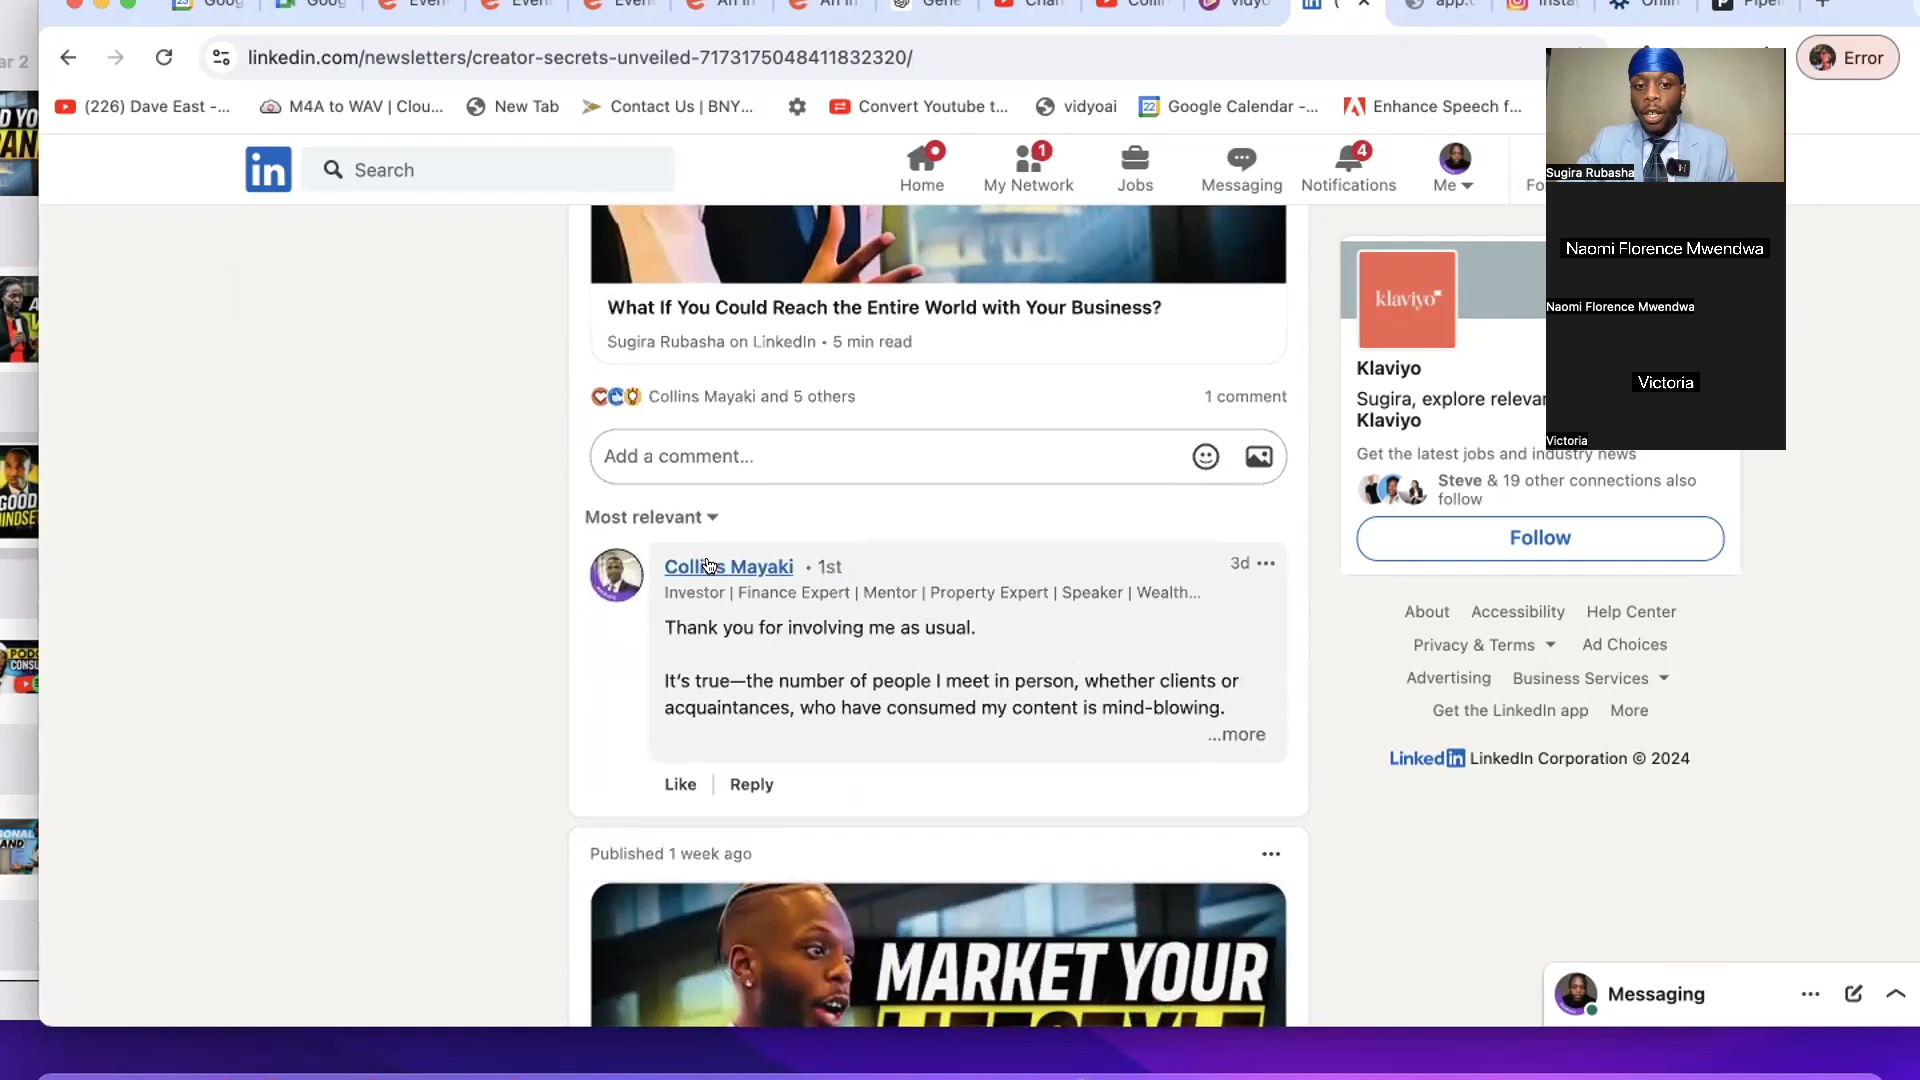 linkedin.com/newsletters/creator-secrets-unveiled-7173175048411832320/
Error
(226) Dave East -...
M4A to WAV | Clou...
New Tab
Contact Us | BNY...
Convert Youtube t...
vidyoai
Google Calendar -...
Enhance Speech f...
Search
Home
My Network
1
Jobs
Messaging
Notifications
4
Me
Fo
Sugira Rubasha
Naomi Florence Mwendwa
Naomi Florence Mwendwa
Victoria
Victoria
What If You Could Reach the Entire World with Your Business?
Sugira Rubasha on LinkedIn • 5 min read
Collins Mayaki and 5 others
1 comment
Add a comment...
Most relevant
Collins Mayaki • 1st
3d
Investor | Finance Expert | Mentor | Property Expert | Speaker | Wealth...
Thank you for involving me as usual.
It's true—the number of people I meet in person, whether clients or
acquaintances, who have consumed my content is mind-blowing.
...more
Like
Reply
Published 1 week ago
MARKET YOUR
LIFESTYLE
klaviyo
Klaviyo
Sugira, explore relevan
Klaviyo
Get the latest jobs and industry news
Steve & 19 other connections also
follow
Follow
About
Accessibility
Help Center
Privacy & Terms
Ad Choices
Advertising
Business Services
Get the LinkedIn app
More
LinkedIn LinkedIn Corporation © 2024
Messaging